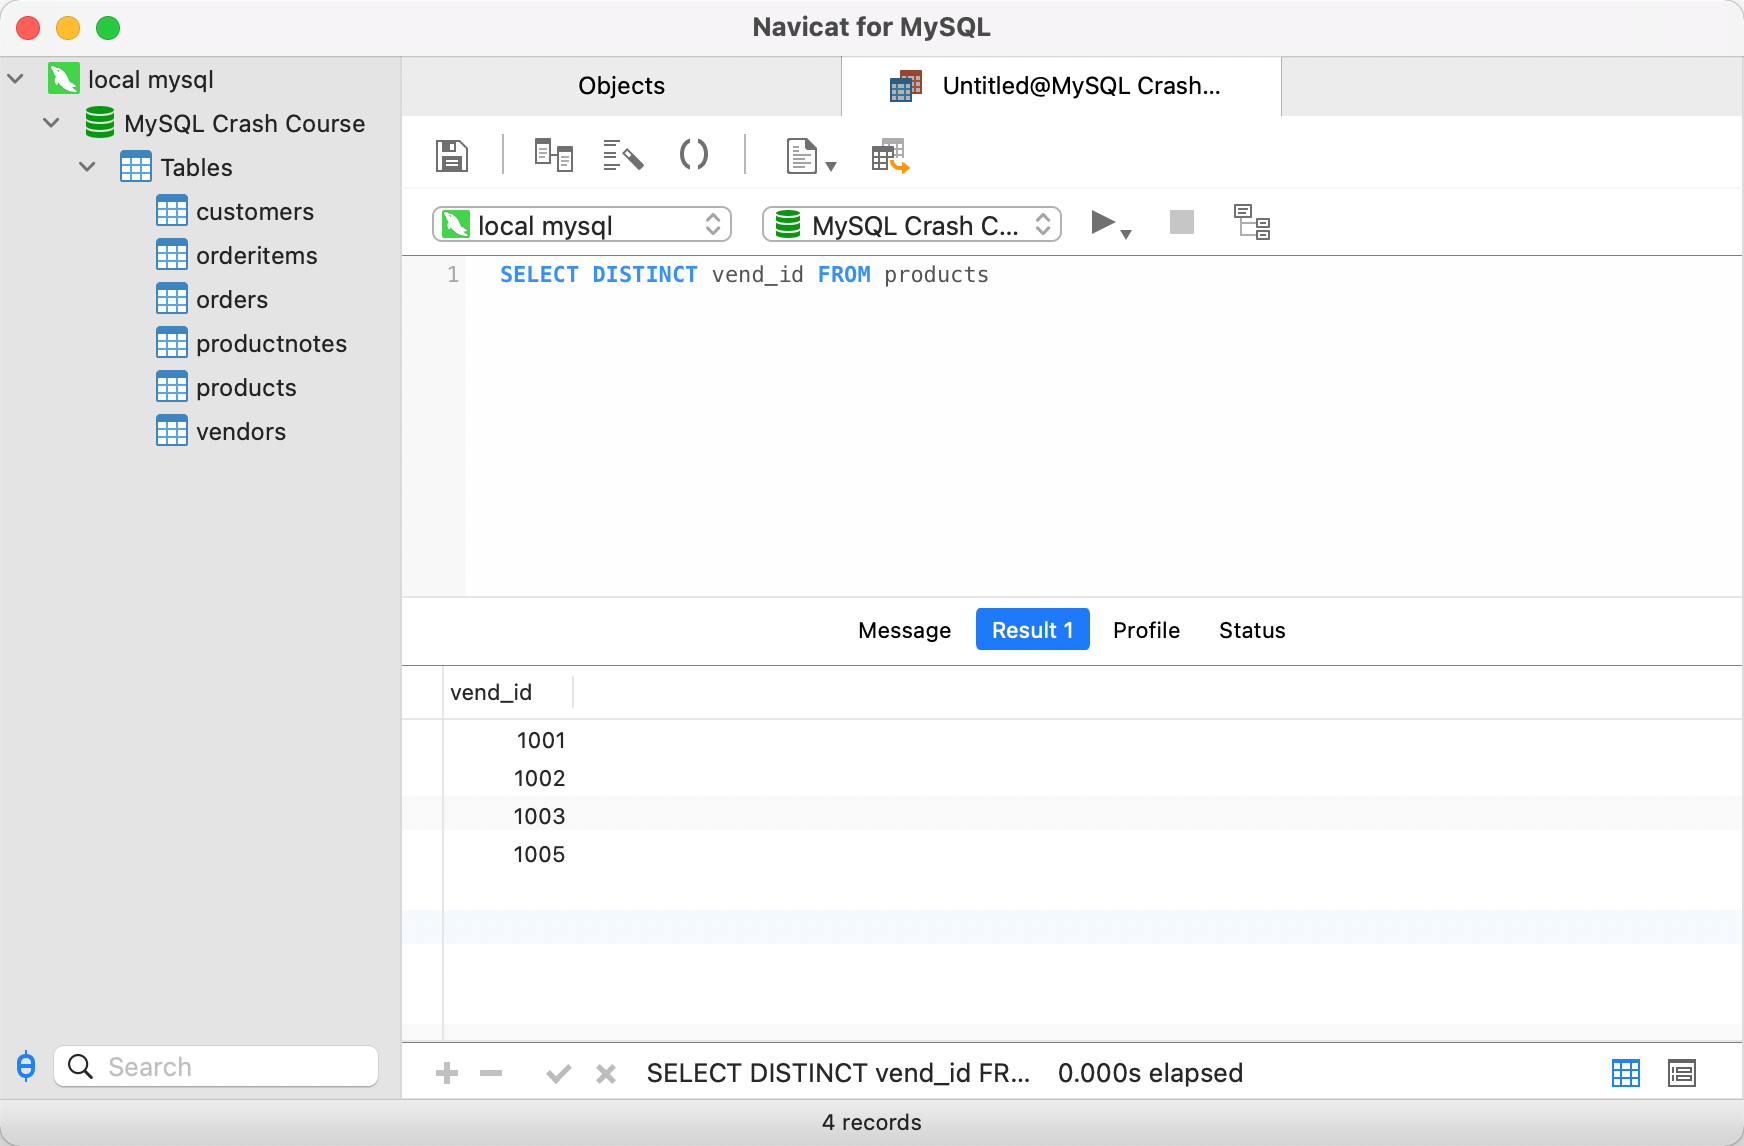 Navicat for MySQL
local mysql
MySQL Crash Course
Tables
customers
orderitems
orders
productnotes
products
vendors
Search
Objects
Untitled@MySQL Crash...
local mysql
MySQL Crash C...
1 SELECT DISTINCT vend_id FROM products
Message Result 1 Profile Status
vend_id
1001
1002
1003
1005
SELECT DISTINCT vend_id FR... 0.000s elapsed
4 records